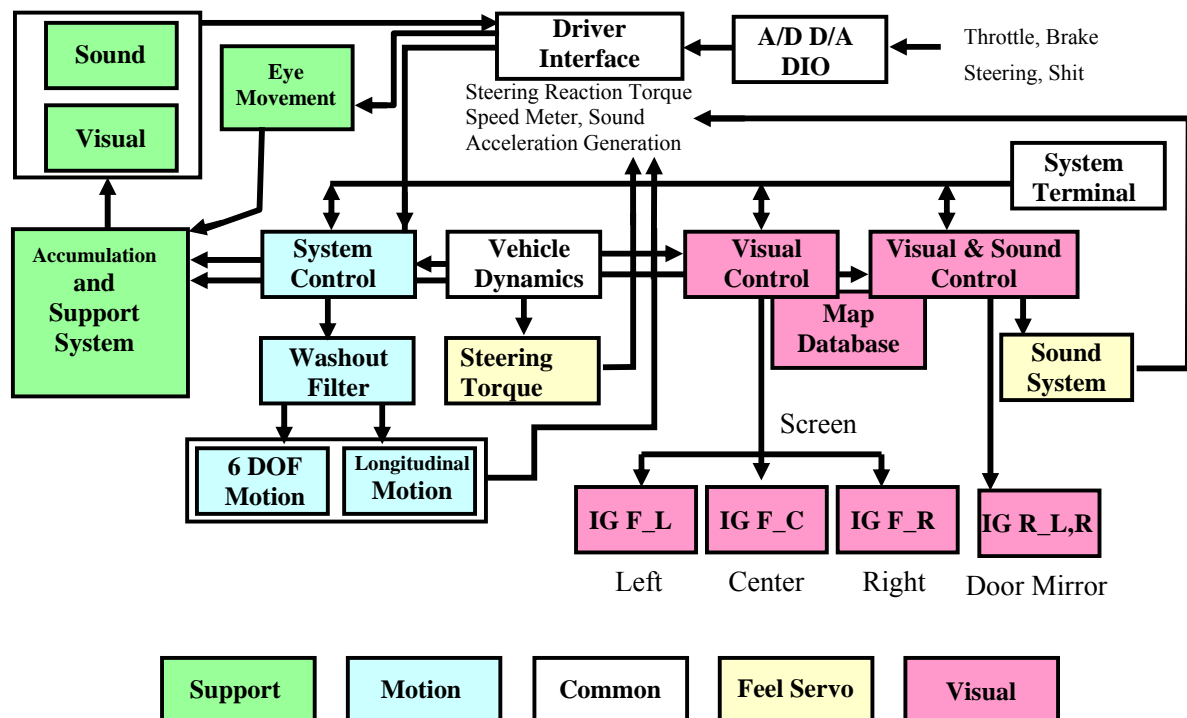 Sound
Visual
Eye
Movement
Driver
Interface
A/D D/A
DIO
Throttle, Brake
Steering, Shit
Steering Reaction Torque
Speed Meter, Sound
Acceleration Generation
System
Terminal
Accumulation
and
Support
System
System
Control
Vehicle
Dynamics
Visual
Control
Visual & Sound
Control
Map
Database
Washout
Filter
Steering
Torque
Sound
System
6 DOF
Motion
Longitudinal
Motion
Screen
IG F_L
IG F_C
IG F_R
IG R_L,R
Left
Center
Right
Door Mirror
Support
Motion
Common
Feel Servo
Visual